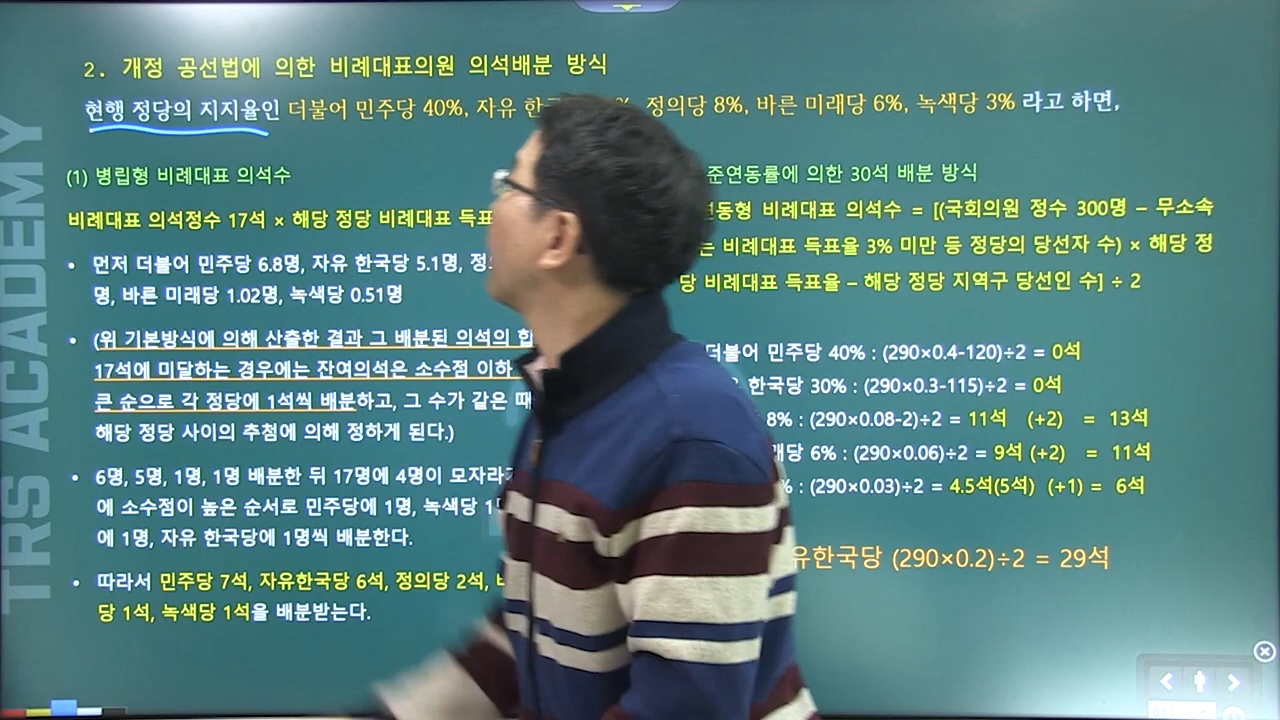 2. 개정 공선법에 의한 비례대표의원 의석배분 방식
현행 정당의 지지율인 더불어 민주당 40%, 자유 한 정의당 8%, 바른 미래당 6%, 녹색당 3% 라고 하면,
(1) 병립형 비례대표 의석수
비례대표 의석정수 17석 × 해당 정당 비례대표 득표
• 먼저 더불어 민주당 6.8명, 자유 한국당 5.1명,
명, 바른 미래당 1.02명, 녹색당 0.51명
• (위 기본방식에 의해 산출한 결과 그 배분된 의석의
17석에 미달하는 경우에는 잔여의석은 소수점 이하
큰 순으로 각 정당에 1석씩 배분하고, 그 수가 같은 때
해당 정당 사이의 추첨에 의해 정하게 된다.)
• 6명, 5명, 1명, 1명 배분한 뒤 17명에 4명이
에 소수점이 높은 순서로 민주당에 1명, 녹색당
에 1명, 자유 한국당에 1명씩 배분한다.
• 따라서 민주당 7석, 자유한국당 6석, 정의당 2석,
당 1석, 녹색당 1석을 배분받는다.
준연동률에 의한 30석 배분 방식
동형 비례대표 의석수 = [(국회의원 정수 300명 – 무소속
는 비례대표 득표율 3% 미만 등 정당의 당선자 수) × 해당 정
당 비례대표 득표율 – 해당 정당 지역구 당선인 수] ÷ 2
더불어 민주당 40% : (290×0.4-120)÷2 = 0석
한국당 30% : (290×0.3-115)÷2 = 0석
8% : (290×0.08-2)÷2 = 11석 (+2) = 13석
래당 6% : (290×0.06)÷2 = 9석 (+2) = 11석
% : (290×0.03)÷2 = 4.5석(5석) (+1) = 6석
유한국당 (290×0.2)÷2 = 29석
TRS ACADEMY